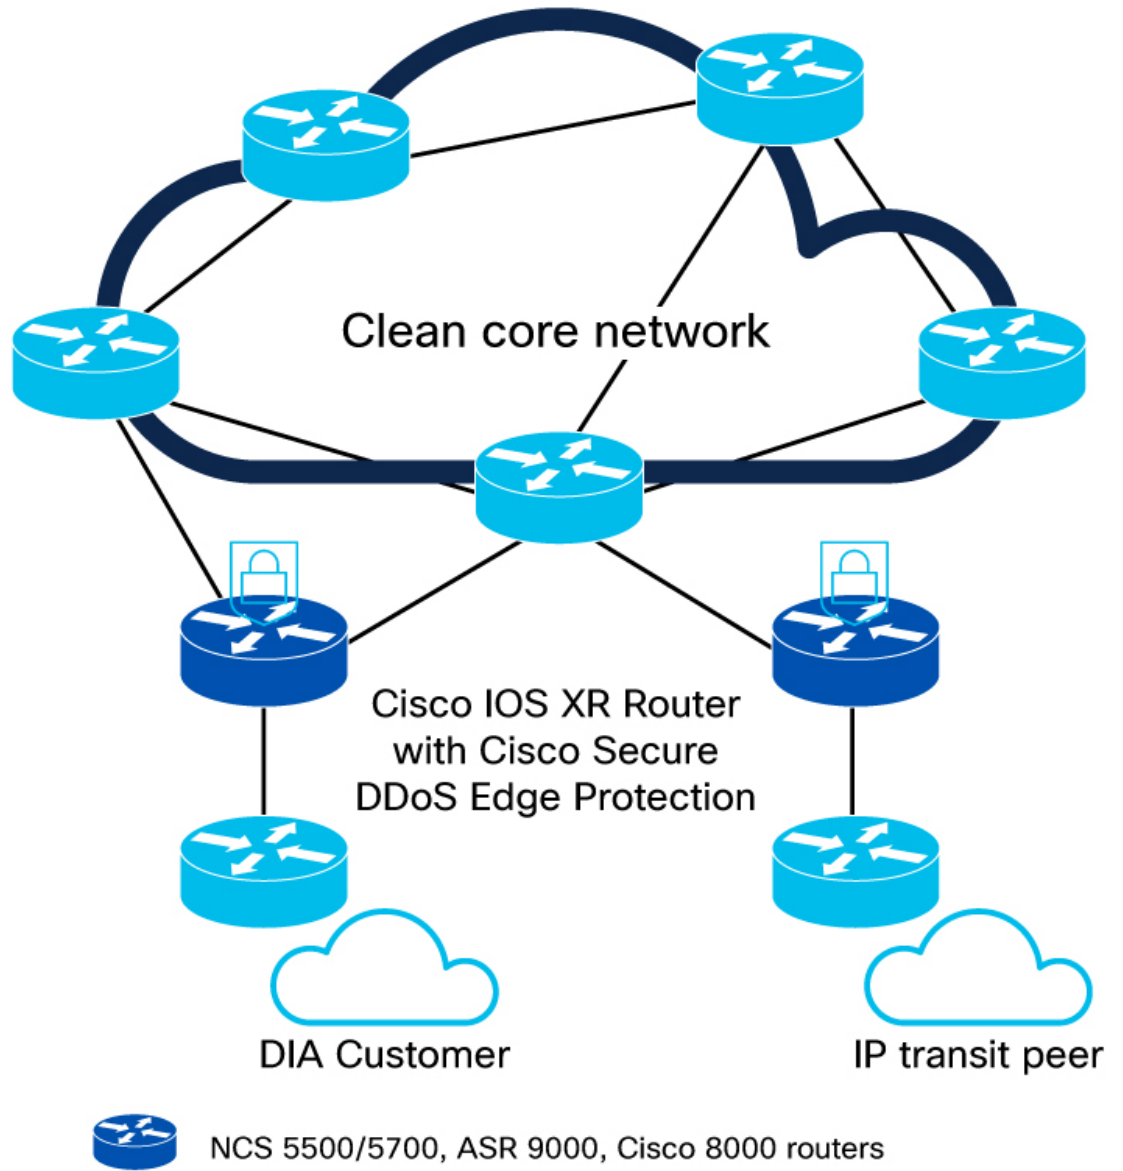 Clean core network
Cisco IOS XR Router
with Cisco Secure
DDoS Edge Protection
DIA Customer
IP transit peer
NCS 5500/5700, ASR 9000, Cisco 8000 routers